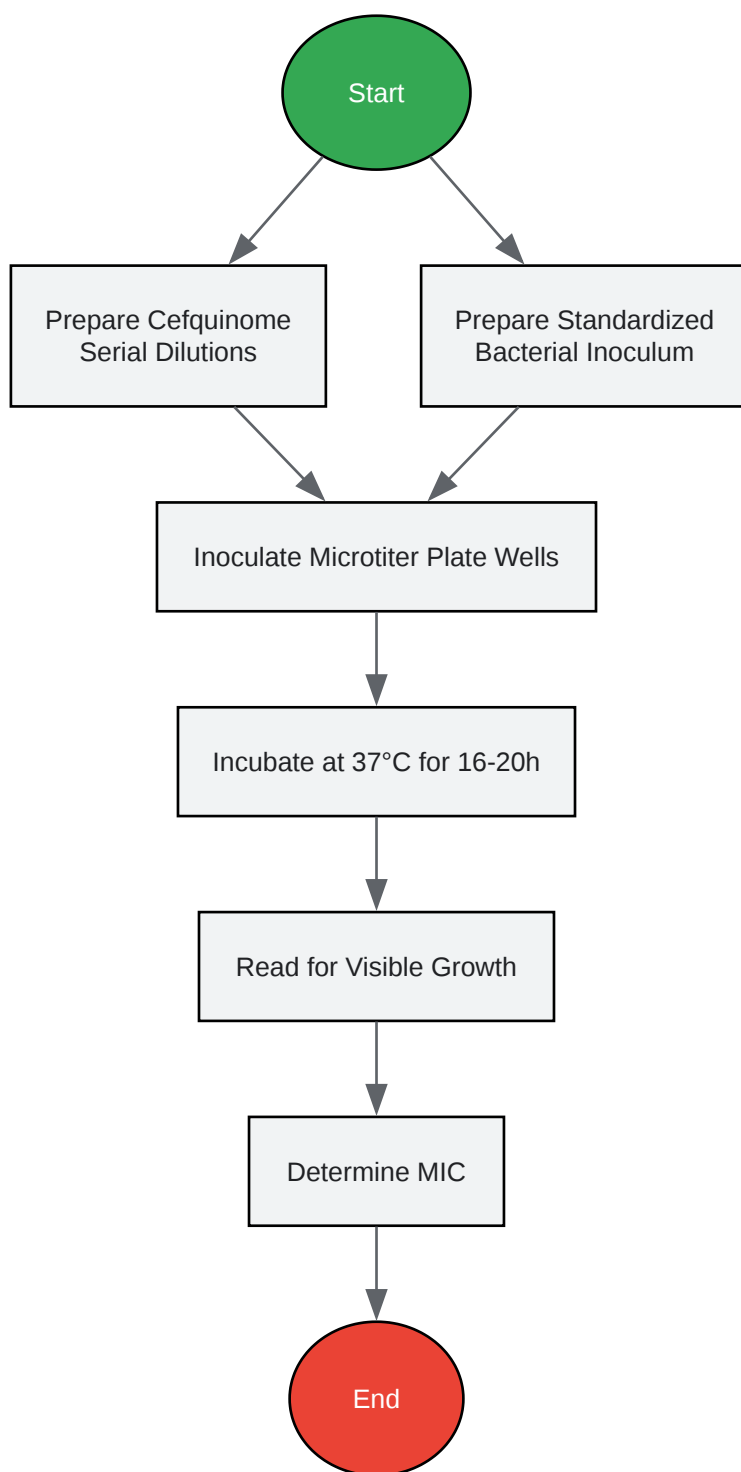 Start
Prepare Cefquinome
Serial Dilutions
Prepare Standardized
Bacterial Inoculum
Inoculate Microtiter Plate Wells
Incubate at 37°C for 16-20h
Read for Visible Growth
Determine MIC
End